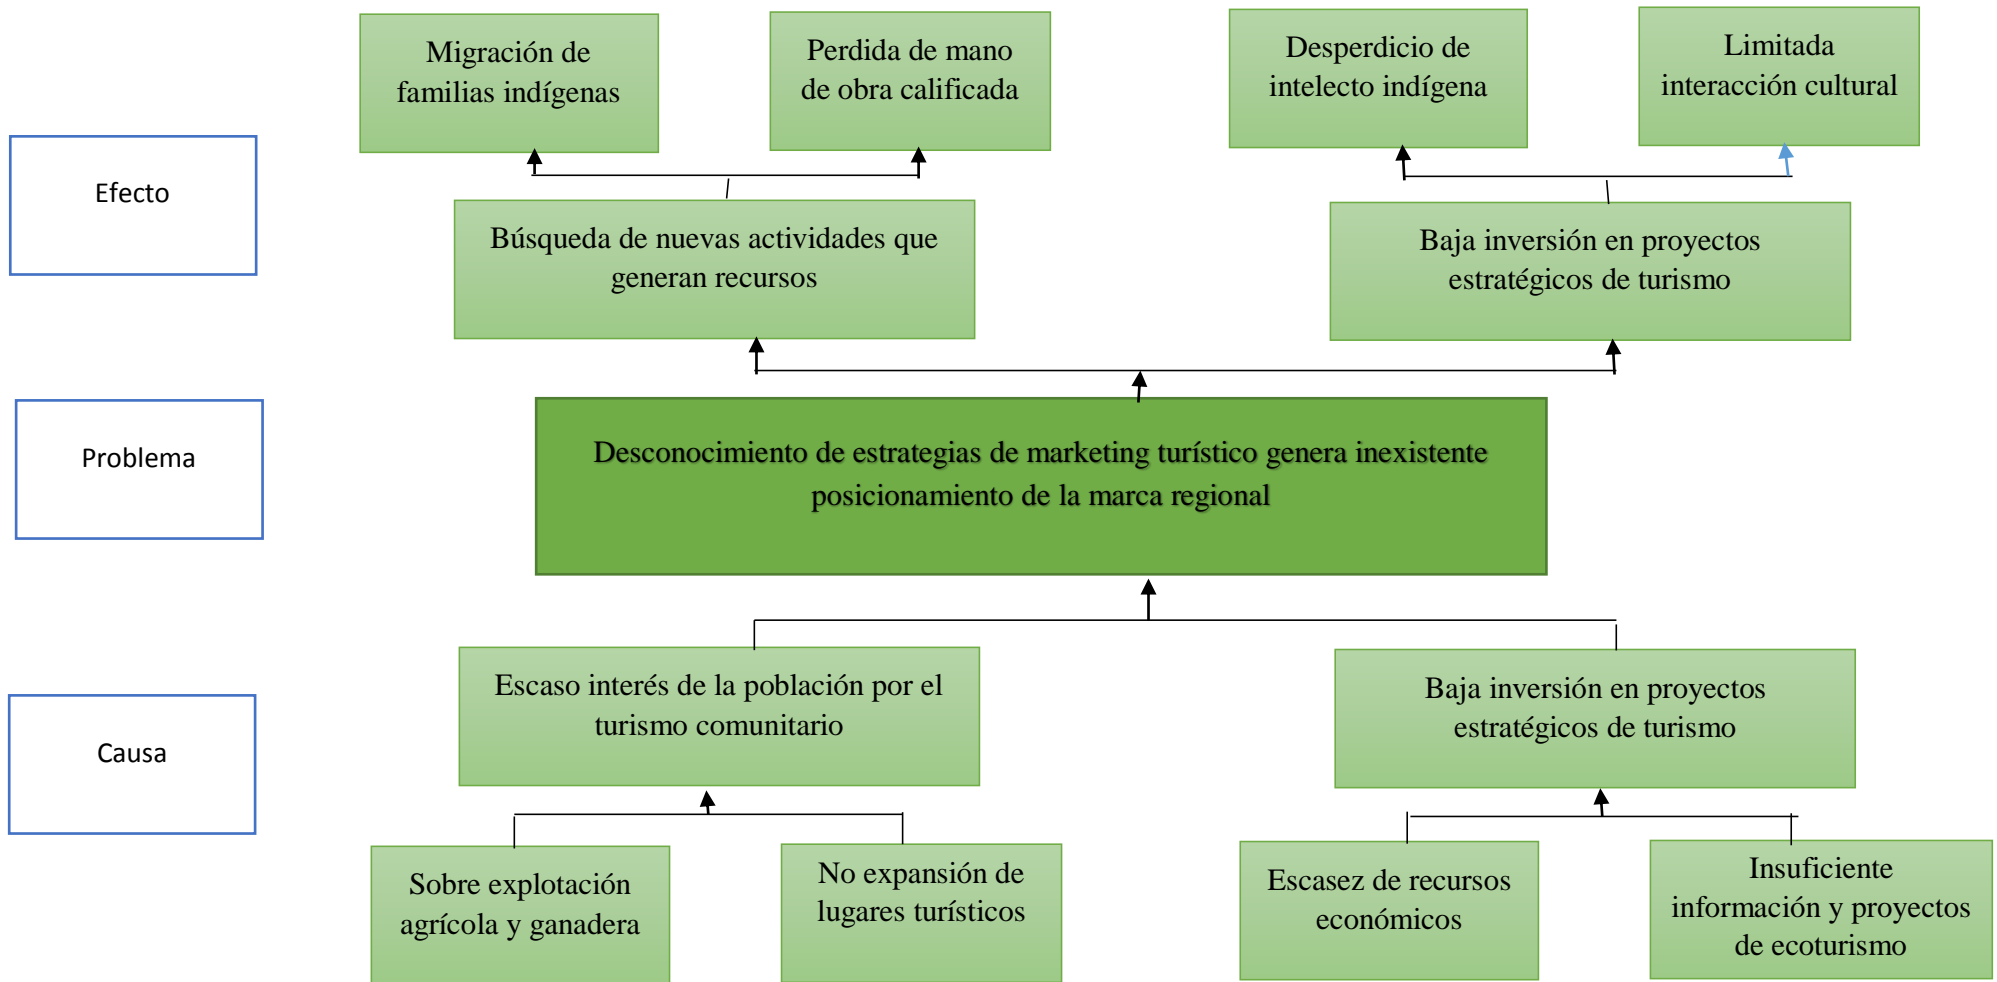 Migración de
familias indígenas
Perdida de mano
de obra calificada
Desperdicio de
intelecto indígena
Limitada
interacción cultural
Efecto
Búsqueda de nuevas actividades que
generan recursos
Baja inversión en proyectos
estratégicos de turismo
Problema
Desconocimiento de estrategias de marketing turístico genera inexistente
posicionamiento de la marca regional
Causa
Escaso interés de la población por el
turismo comunitario
Baja inversión en proyectos
estratégicos de turismo
Sobre explotación
agrícola y ganadera
No expansión de
lugares turísticos
Escasez de recursos
económicos
Insuficiente
información y proyectos
de ecoturismo